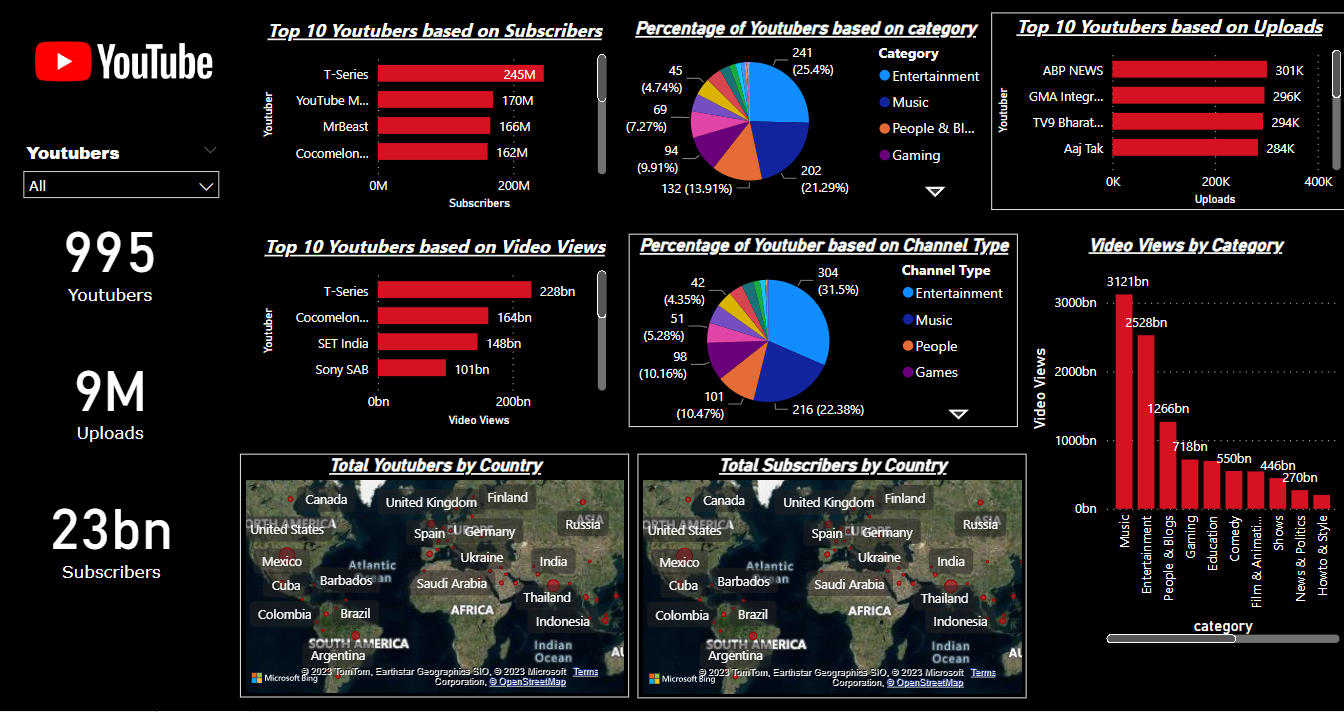 YouTube
Youtubers
All
995
Youtubers
9M
Uploads
23bn
Subscribers
Top 10 Youtubers based on Subscribers
Youtuber
T-Series
245M
YouTube M...
170M
MrBeast
166M
Cocomelon...
162M
0M
200M
Subscribers
Percentage of Youtubers based on category
241
(25.4%)
45
(4.74%)
69
(7.27%)
94
(9.91%)
132 (13.91%)
202
(21.29%)
Category
Entertainment
Music
People & Bl...
Gaming
Top 10 Youtubers based on Uploads
Youtuber
ABP NEWS
301K
GMA Integr...
296K
TV9 Bharat...
294K
Aaj Tak
284K
0K
200K
400K
Uploads
Top 10 Youtubers based on Video Views
Youtuber
T-Series
228bn
Cocomelon...
164bn
SET India
148bn
Sony SAB
101bn
0bn
200bn
Video Views
Percentage of Youtuber based on Channel Type
304
(31.5%)
42
(4.35%)
51
(5.28%)
98
(10.16%)
101
(10.47%)
216 (22.38%)
Channel Type
Entertainment
Music
People
Games
Video Views by Category
Video Views
3000bn
2000bn
1000bn
0bn
3121bn
2528bn
1266bn
718bn
550bn
446bn
270bn
Music
Entertainment
People & Blogs
Gaming
Education
Comedy
Film & Animati...
Shows
News & Politics
Howto & Style
category
Total Youtubers by Country
Canada
United Kingdom
Finland
NORTH AMERICA
United States
ASIA
Russia
EUROPE
Spain
Germany
Mexico
Atlantic
Ocean
Ukraine
India
Cuba
Barbados
Saudi Arabia
Thailand
Colombia
Brazil
AFRICA
Indonesia
SOUTH AMERICA
Argentina
Indian
Ocean
AU
Microsoft Bing
© 2023 TomTom, Earthstar Geographics SIO, © 2023 Microsoft
Corporation, © OpenStreetMap
Terms
Total Subscribers by Country
Canada
United Kingdom
Finland
NORTH AMERICA
United States
ASIA
Russia
EUROPE
Spain
Germany
Mexico
Atlantic
Ocean
Ukraine
India
Cuba
Barbados
Saudi Arabia
Thailand
Colombia
Brazil
AFRICA
Indonesia
SOUTH AMERICA
Argentina
Indian
Ocean
AU
Microsoft Bing
© 2023 TomTom, Earthstar Geographics SIO, © 2023 Microsoft
Corporation, © OpenStreetMap
Terms